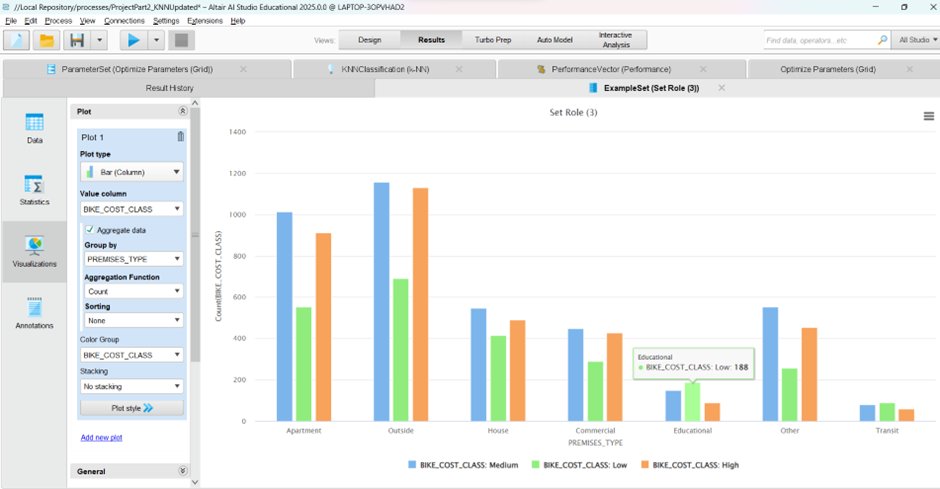 //Local Repository/processes/ProjectPart2_KNNUpdated* – Altair AI Studio Educational 2025.0.0 @ LAPTOP-3OPVHAD2
File Edit Process View Connections Settings Extensions Help
Views: Design Results Turbo Prep Auto Model Interactive Analysis Find data, operators...etc All Studio
ParameterSet (Optimize Parameters (Grid)) KNNClassification (k-NN) PerformanceVector (Performance) Optimize Parameters (Grid)
Result History ExampleSet (Set Role (3))
Data
Statistics
Visualizations
Annotations
Plot
Plot 1
Plot type
Bar (Column)
Value column
BIKE_COST_CLASS
Aggregate data
Group by
PREMISES_TYPE
Aggregation Function
Count
Sorting
None
Color Group
BIKE_COST_CLASS
Stacking
No stacking
Plot style
Add new plot
General
Set Role (3)
Count(BIKE_COST_CLASS)
1400
1200
1000
800
600
400
200
0
Educational
BIKE_COST_CLASS: Low: 188
Apartment Outside House Commercial Educational Other Transit
PREMISES_TYPE
BIKE_COST_CLASS: Medium BIKE_COST_CLASS: Low BIKE_COST_CLASS: High